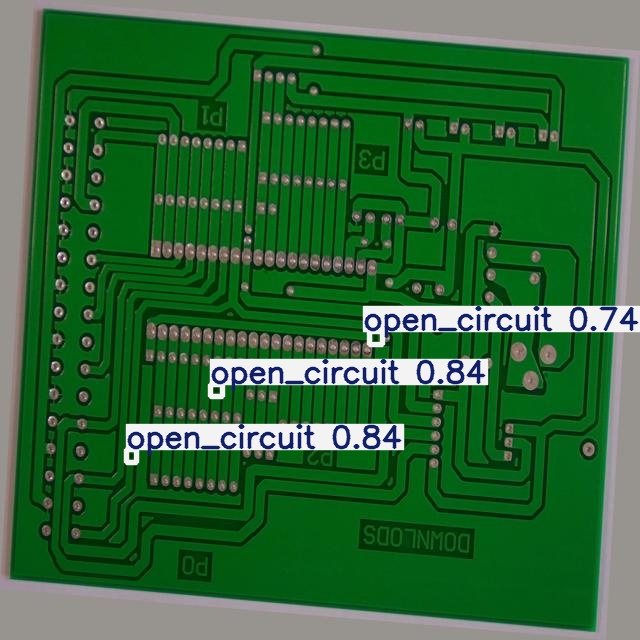 P1
P3
open_circuit 0.74
open_circuit 0.84
open_circuit 0.84
P2
DOWNLODS
P0